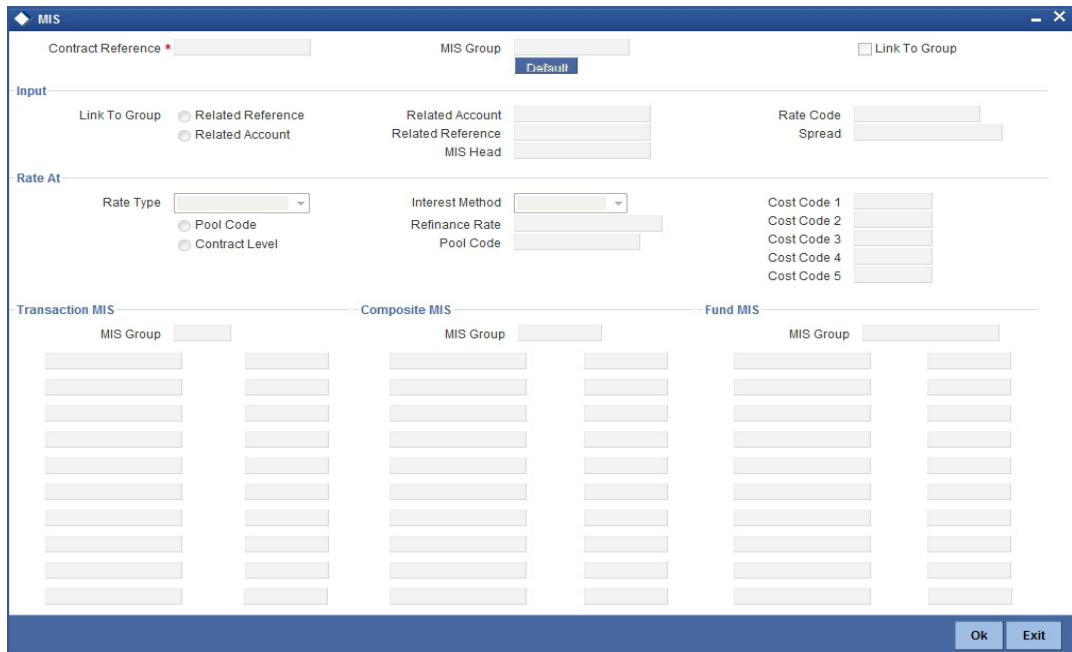 MIS
Contract Reference *
MIS Group
Link To Group
Default
Input
Link To Group
Related Reference
Related Account
Related Account
Related Reference
MIS Head
Rate Code
Spread
Rate At
Rate Type
Pool Code
Contract Level
Interest Method
Refinance Rate
Pool Code
Cost Code 1
Cost Code 2
Cost Code 3
Cost Code 4
Cost Code 5
Transaction MIS
MIS Group
Composite MIS
MIS Group
Fund MIS
MIS Group
Ok
Exit